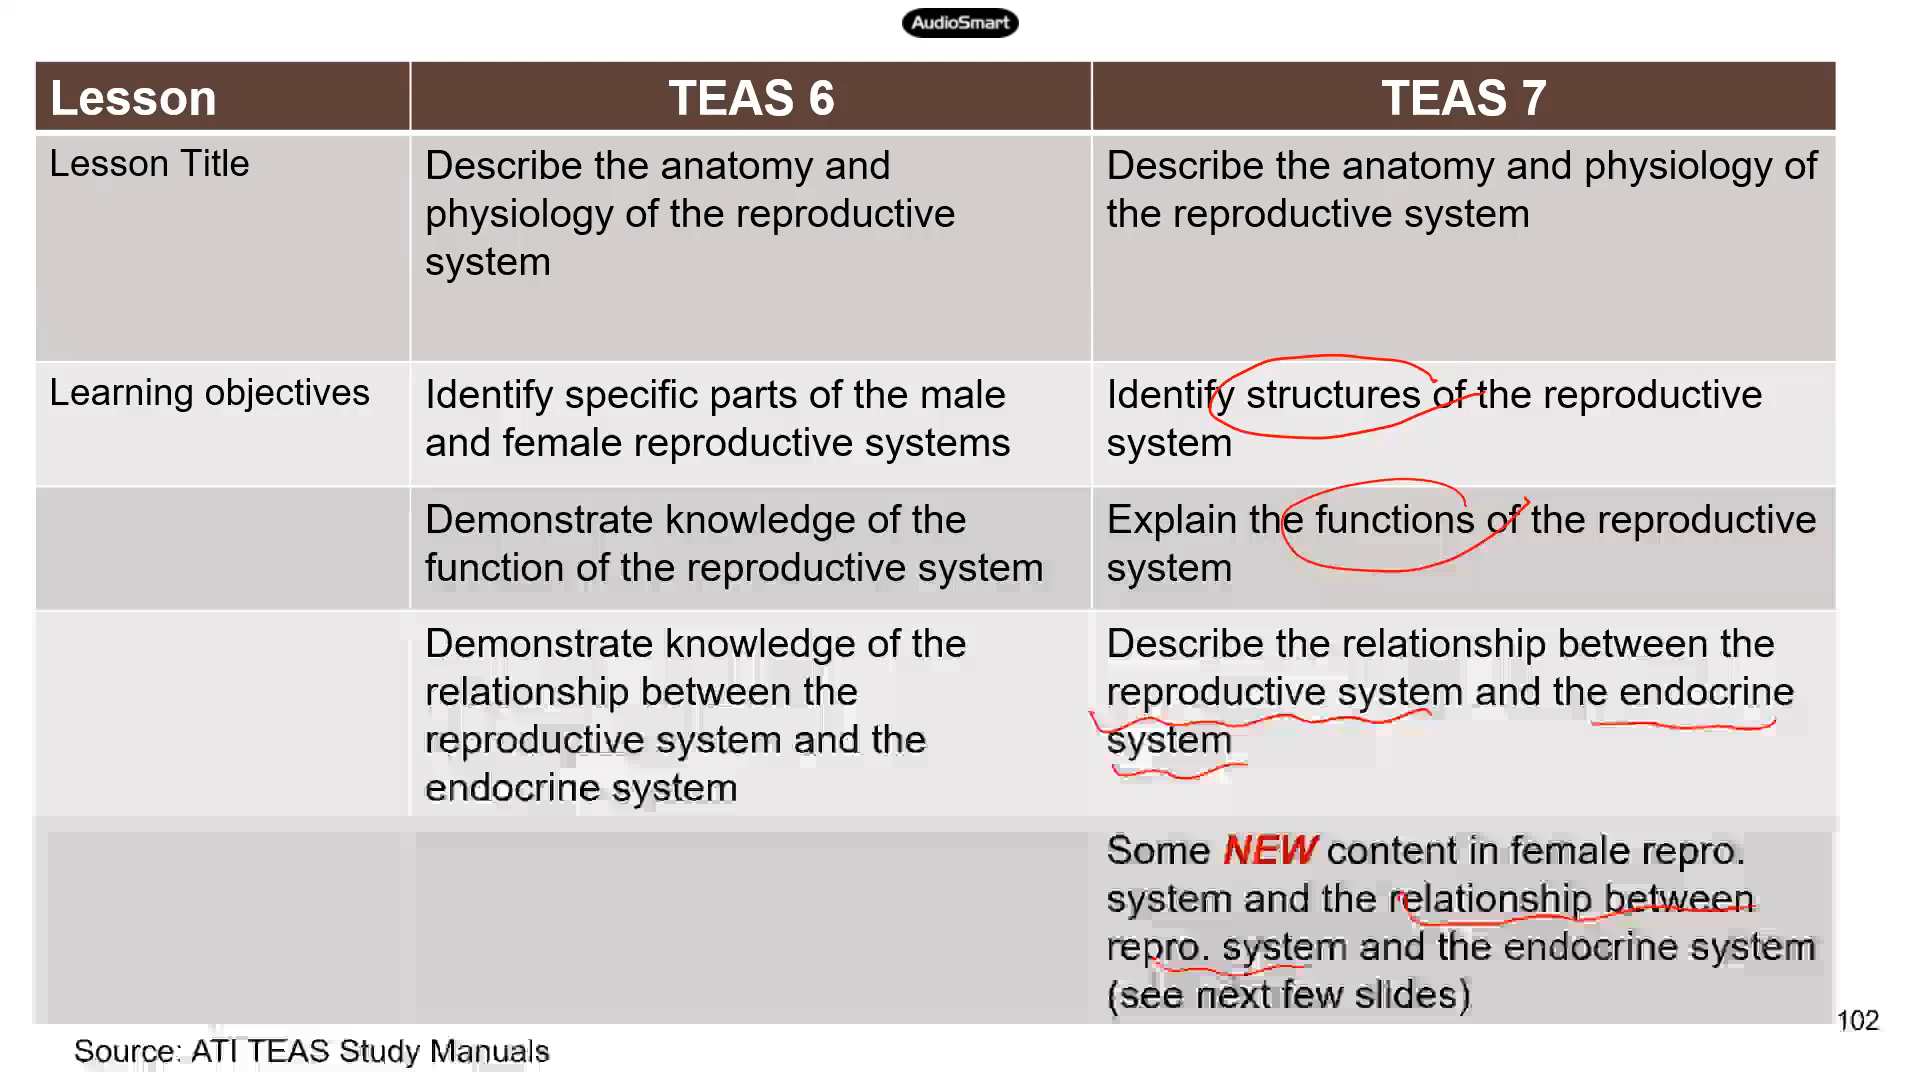 AudioSmart
Lesson
TEAS 6
TEAS 7
Lesson Title
Describe the anatomy and
physiology of the reproductive
system
Describe the anatomy and physiology of
the reproductive system
Learning objectives
Identify specific parts of the male
and female reproductive systems
Identify structures of the reproductive
system
Demonstrate knowledge of the
function of the reproductive system
Explain the functions of the reproductive
system
Demonstrate knowledge of the
relationship between the
reproductive system and the
endocrine system
Describe the relationship between the
reproductive system and the endocrine
system
Some NEW content in female repro.
system and the relationship between
repro. system and the endocrine system
(see next few slides)
102
Source: ATI TEAS Study Manuals